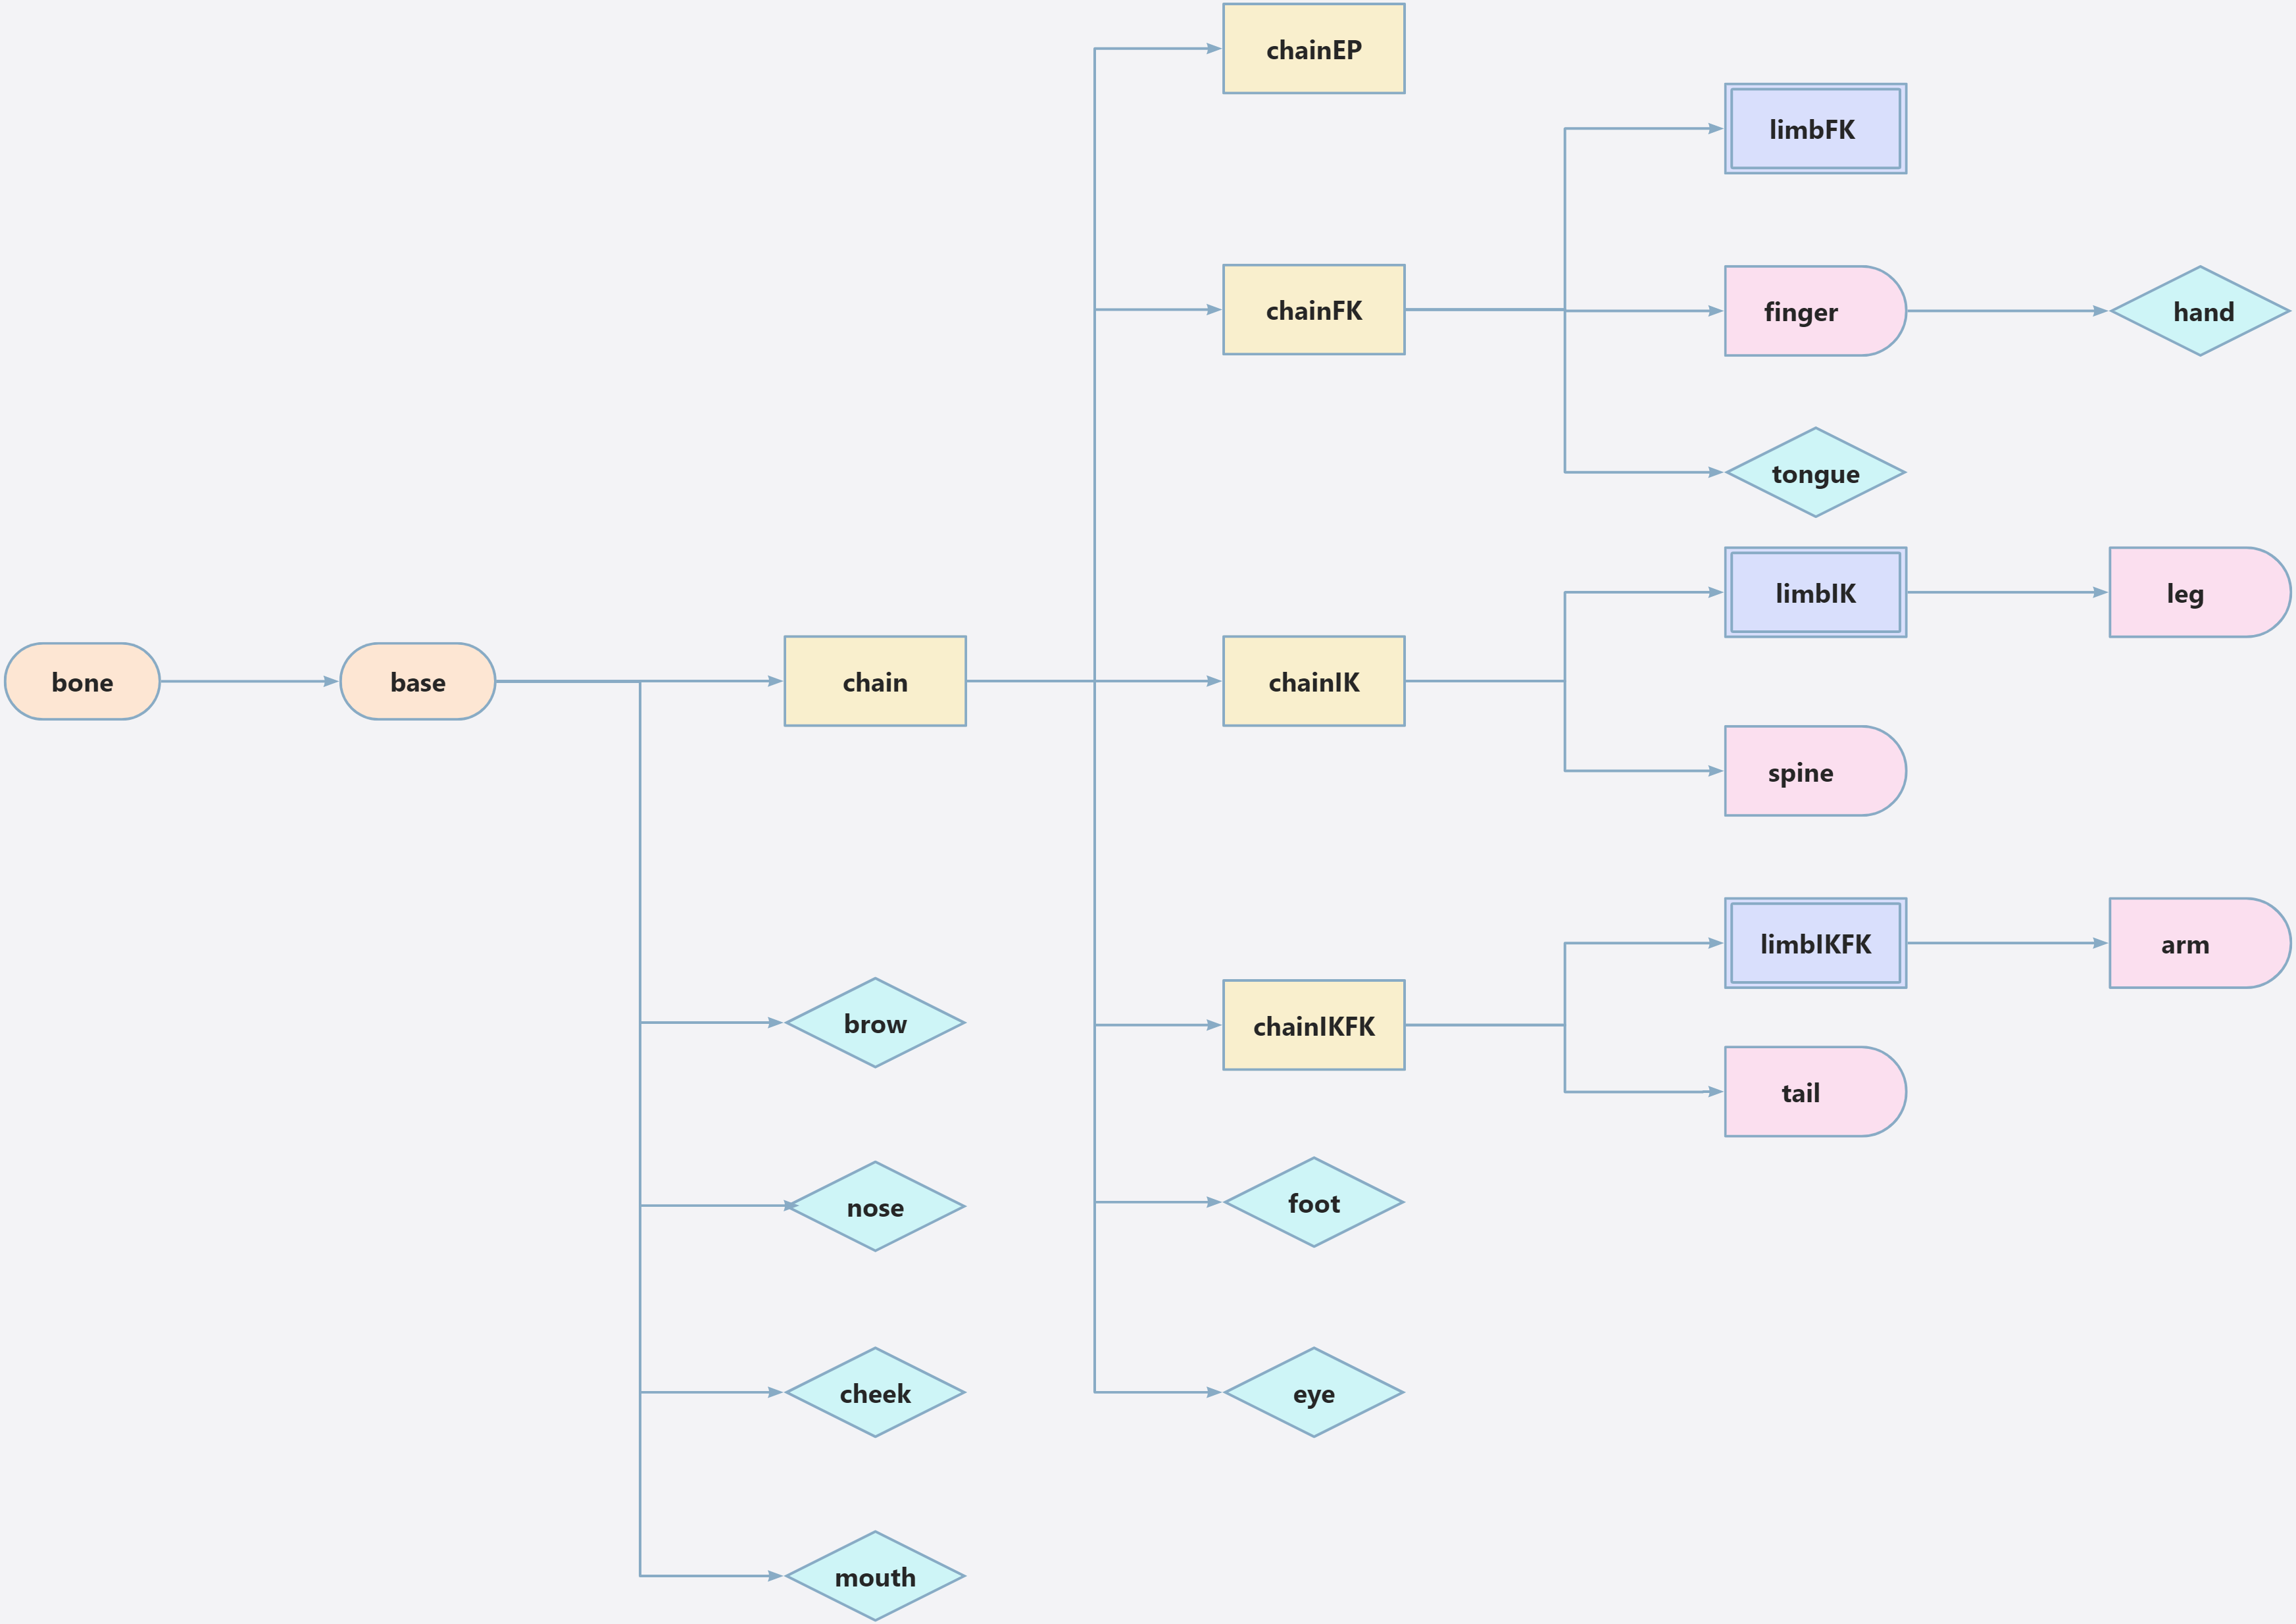 chainEP
limbFK
chainFK
finger
hand
tongue
limbIK
leg
bone
base
chain
chainIK
spine
limbIKFK
arm
brow
chainIKFK
tail
nose
foot
cheek
eye
mouth